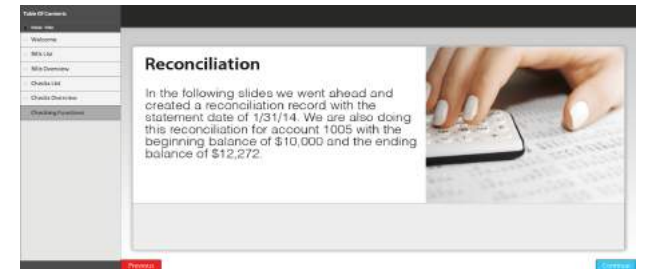 Table Of Contents
Welcome
Bills List
Bills Overview
Checks List
Checks Overview
Checking Functions
Reconciliation
In the following slides we went ahead and
created a reconciliation record with the
statement date of 1/31/14. We are also doing
this reconciliation for account 1005 with the
beginning balance of $10,000 and the ending
balance of $12,272.
Previous
Continue